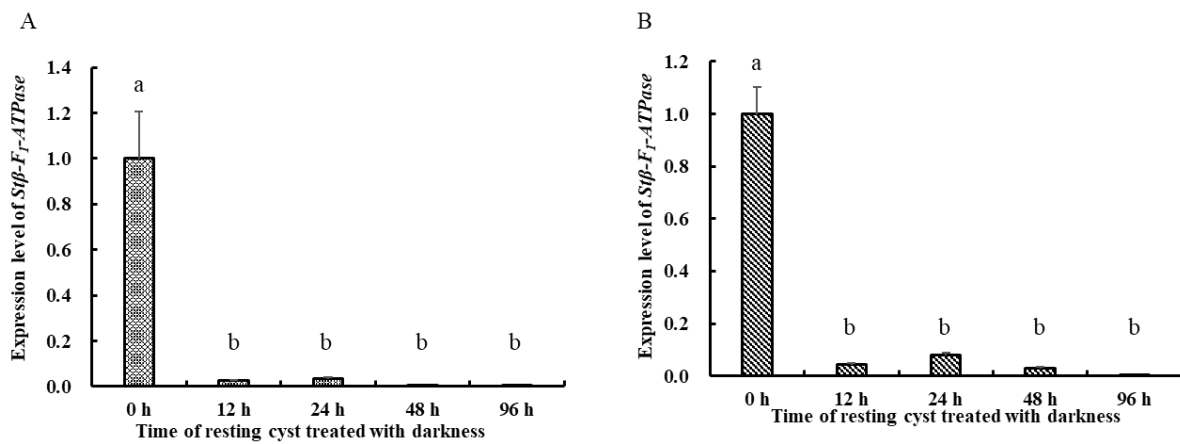 A
Expression level of Stβ-F₁-ATPase
1.4
1.2
1.0
0.8
0.6
0.4
0.2
0.0
a
b b b b
0 h 12 h 24 h 48 h 96 h
Time of resting cyst treated with darkness
B
Expression level of Stβ-F₁-ATPase
1.2
1.0
0.8
0.6
0.4
0.2
0.0
a
b b b b
0 h 12 h 24 h 48 h 96 h
Time of resting cyst treated with darkness